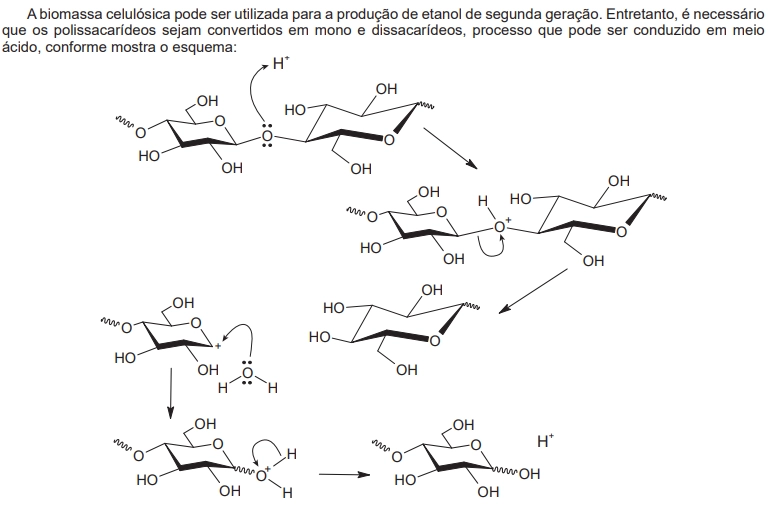 A biomassa celulósica pode ser utilizada para a produção de etanol de segunda geração. Entretanto, é necessário
que os polissacarídeos sejam convertidos em mono e dissacarídeos, processo que pode ser conduzido em meio
ácido, conforme mostra o esquema:
H⁺
OH
OH
HO
O
O
O
O
HO
OH
OH
OH
OH
H
HO
O
O
O⁺
O
HO
OH
OH
OH
OH
HO
O
O
+
HO
OH
HO
O
OH
O
H
H
OH
OH
O
O
H
O⁺
HO
OH
H
O
O
H⁺
OH
HO
OH